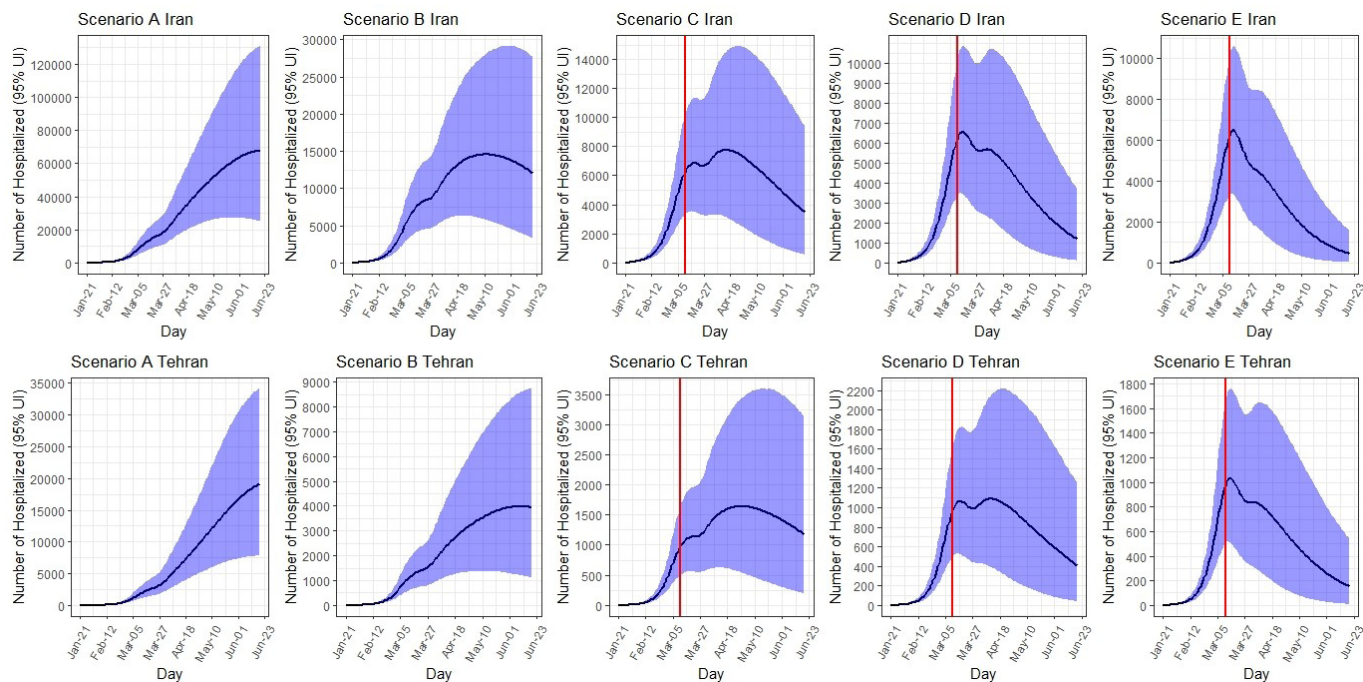 Scenario A Iran
Number of Hospitalized (95% UI)
120000
100000
80000
60000
40000
20000
0
Jan-21
Feb-12
Mar-05
Mar-27
Apr-18
May-10
Jun-01
Jun-23
Day
Scenario B Iran
Number of Hospitalized (95% UI)
30000
25000
20000
15000
10000
5000
0
Jan-21
Feb-12
Mar-05
Mar-27
Apr-18
May-10
Jun-01
Jun-23
Day
Scenario C Iran
Number of Hospitalized (95% UI)
14000
12000
10000
8000
6000
4000
2000
0
Jan-21
Feb-12
Mar-05
Mar-27
Apr-18
May-10
Jun-01
Jun-23
Day
Scenario D Iran
Number of Hospitalized (95% UI)
10000
9000
8000
7000
6000
5000
4000
3000
2000
1000
0
Jan-21
Feb-12
Mar-05
Mar-27
Apr-18
May-10
Jun-01
Jun-23
Day
Scenario E Iran
Number of Hospitalized (95% UI)
10000
8000
6000
4000
2000
0
Jan-21
Feb-12
Mar-05
Mar-27
Apr-18
May-10
Jun-01
Jun-23
Day
Scenario A Tehran
Number of Hospitalized (95% UI)
35000
30000
25000
20000
15000
10000
5000
0
Jan-21
Feb-12
Mar-05
Mar-27
Apr-18
May-10
Jun-01
Jun-23
Day
Scenario B Tehran
Number of Hospitalized (95% UI)
9000
8000
7000
6000
5000
4000
3000
2000
1000
0
Jan-21
Feb-12
Mar-05
Mar-27
Apr-18
May-10
Jun-01
Jun-23
Day
Scenario C Tehran
Number of Hospitalized (95% UI)
3500
3000
2500
2000
1500
1000
500
0
Jan-21
Feb-12
Mar-05
Mar-27
Apr-18
May-10
Jun-01
Jun-23
Day
Scenario D Tehran
Number of Hospitalized (95% UI)
2200
2000
1800
1600
1400
1200
1000
800
600
400
200
0
Jan-21
Feb-12
Mar-05
Mar-27
Apr-18
May-10
Jun-01
Jun-23
Day
Scenario E Tehran
Number of Hospitalized (95% UI)
1800
1600
1400
1200
1000
800
600
400
200
0
Jan-21
Feb-12
Mar-05
Mar-27
Apr-18
May-10
Jun-01
Jun-23
Day